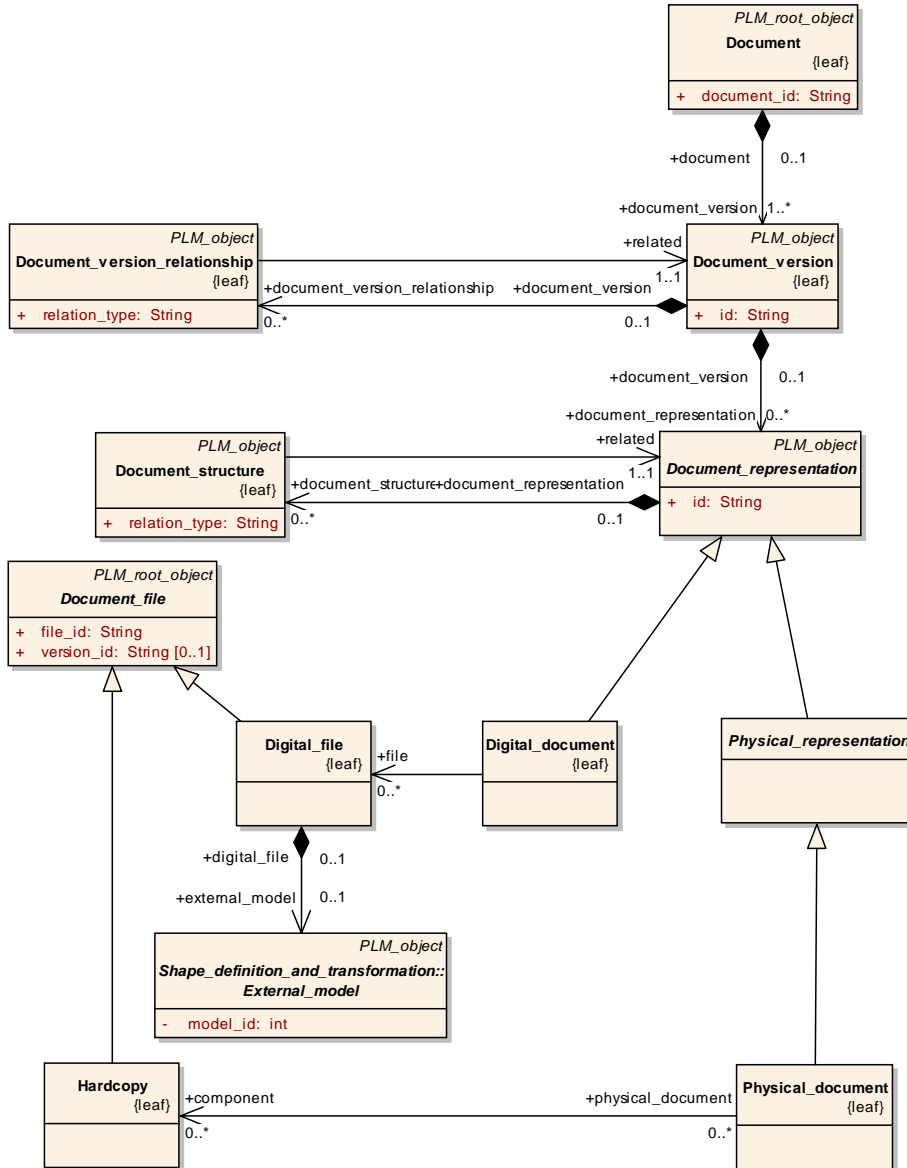 PLM_root_object
Document
{leaf}
+ document_id: String
+document 0..1
+document_version 1..*
PLM_object
Document_version_relationship
{leaf}
+ relation_type: String
+related
1..1
+document_version_relationship +document_version
0..* 0..1
PLM_object
Document_version
{leaf}
+ id: String
+document_version 0..1
+document_representation 0..*
PLM_object
Document_structure
{leaf}
+ relation_type: String
+related
1..1
+document_structure +document_representation
0..* 0..1
PLM_object
Document_representation
+ id: String
PLM_root_object
Document_file
+ file_id: String
+ version_id: String [0..1]
Digital_file
{leaf}
+file
0..*
Digital_document
{leaf}
Physical_representation
+digital_file 0..1
+external_model 0..1
PLM_object
Shape_definition_and_transformation::
External_model
- model_id: int
Hardcopy
{leaf}
+component +physical_document
0..* 0..*
Physical_document
{leaf}